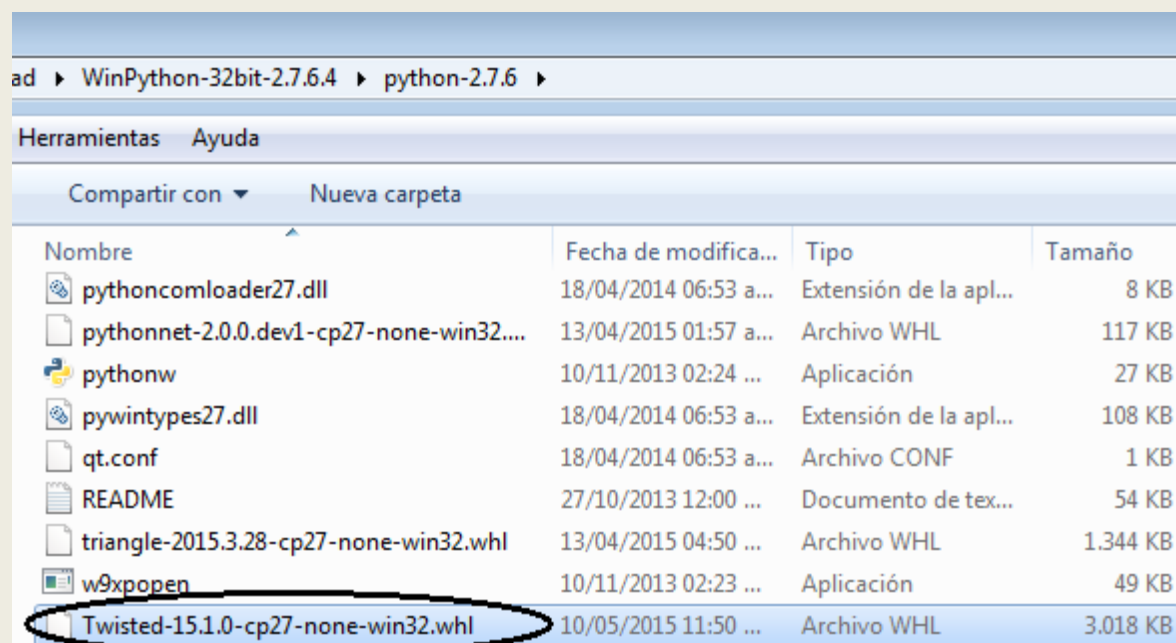 ad ▸ WinPython-32bit-2.7.6.4 ▸ python-2.7.6 ▸
Herramientas Ayuda
Compartir con Nueva carpeta
Nombre Fecha de modifica... Tipo Tamaño
pythoncomloader27.dll 18/04/2014 06:53 a... Extensión de la apl... 8 KB
pythonnet-2.0.0.dev1-cp27-none-win32.... 13/04/2015 01:57 a... Archivo WHL 117 KB
pythonw 10/11/2013 02:24 ... Aplicación 27 KB
pywintypes27.dll 18/04/2014 06:53 a... Extensión de la apl... 108 KB
qt.conf 18/04/2014 06:53 a... Archivo CONF 1 KB
README 27/10/2013 12:00 ... Documento de tex... 54 KB
triangle-2015.3.28-cp27-none-win32.whl 13/04/2015 04:50 ... Archivo WHL 1.344 KB
w9xpopen 10/11/2013 02:23 ... Aplicación 49 KB
Twisted-15.1.0-cp27-none-win32.whl 10/05/2015 11:50 ... Archivo WHL 3.018 KB